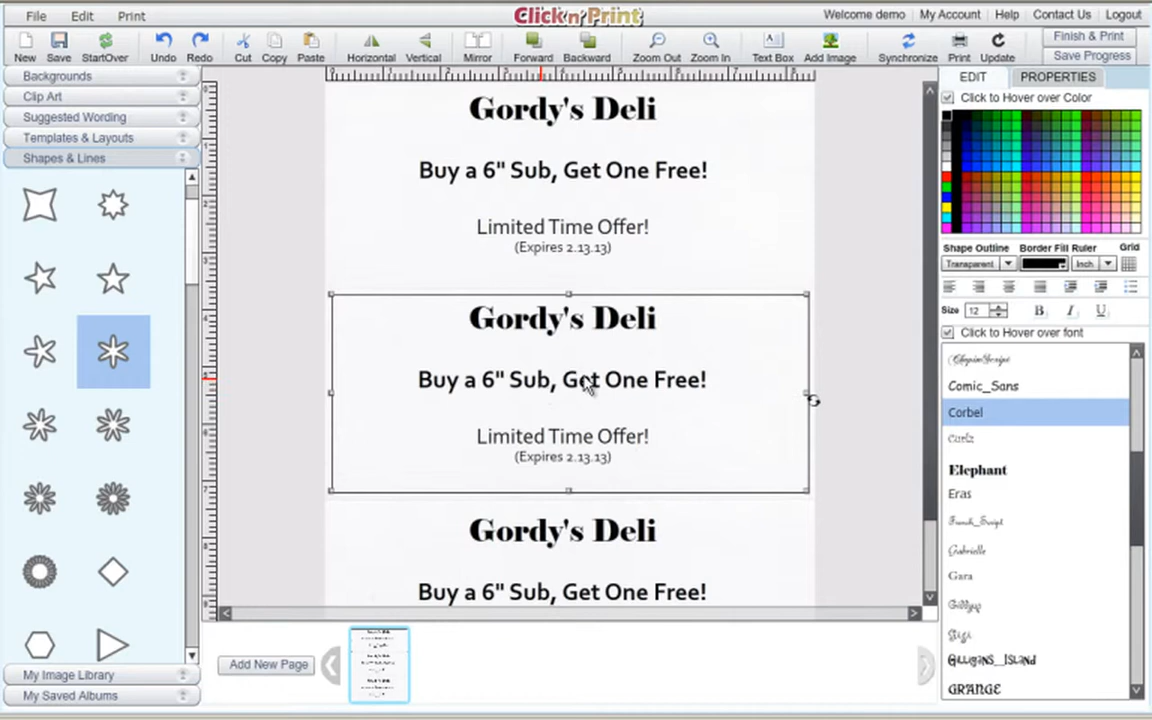 File Edit Print
Click n' Print
Welcome demo My Account Help Contact Us Logout
New Save StartOver Undo Redo Cut Copy Paste Horizontal Vertical Mirror Forward Backward Zoom Out Zoom In Text Box Add Image Synchronize Print Update
Finish & Print
Save Progress
Backgrounds
Clip Art
Suggested Wording
Templates & Layouts
Shapes & Lines
My Image Library
My Saved Albums
Gordy's Deli
Buy a 6" Sub, Get One Free!
Limited Time Offer!
(Expires 2.13.13)
Gordy's Deli
Buy a 6" Sub, Get One Free!
Limited Time Offer!
(Expires 2.13.13)
Gordy's Deli
Buy a 6" Sub, Get One Free!
Add New Page
EDIT PROPERTIES
Click to Hover over Color
Shape Outline Border Fill Ruler Grid
Transparent Inch
Size 12 B I U
Click to Hover over font
ChopinScript
Comic_Sans
Corbel
Curlz
Elephant
Eras
French_Script
Gabrielle
Gara
Giddyup
Gigi
Gilligans_Island
GRANGE